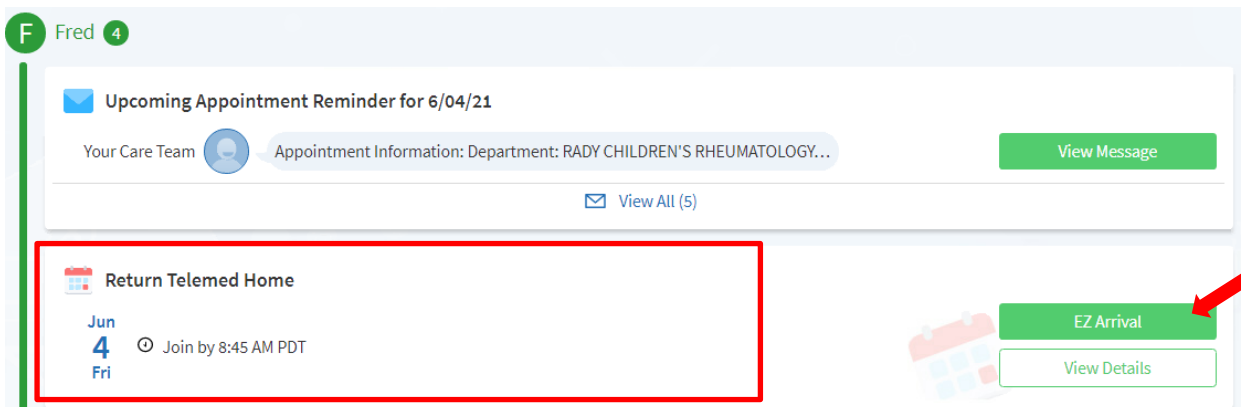 F Fred 4
Upcoming Appointment Reminder for 6/04/21
Your Care Team Appointment Information: Department: RADY CHILDREN'S RHEUMATOLOGY... View Message
View All (5)
Return Telemed Home
Jun
4 Join by 8:45 AM PDT
Fri
EZ Arrival
View Details